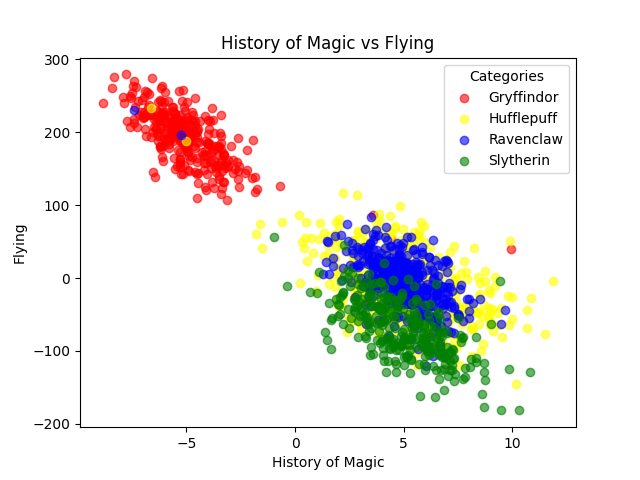 History of Magic vs Flying
Categories
Gryffindor
Hufflepuff
Ravenclaw
Slytherin
300
200
100
0
−100
−200
Flying
−5
0
5
10
History of Magic